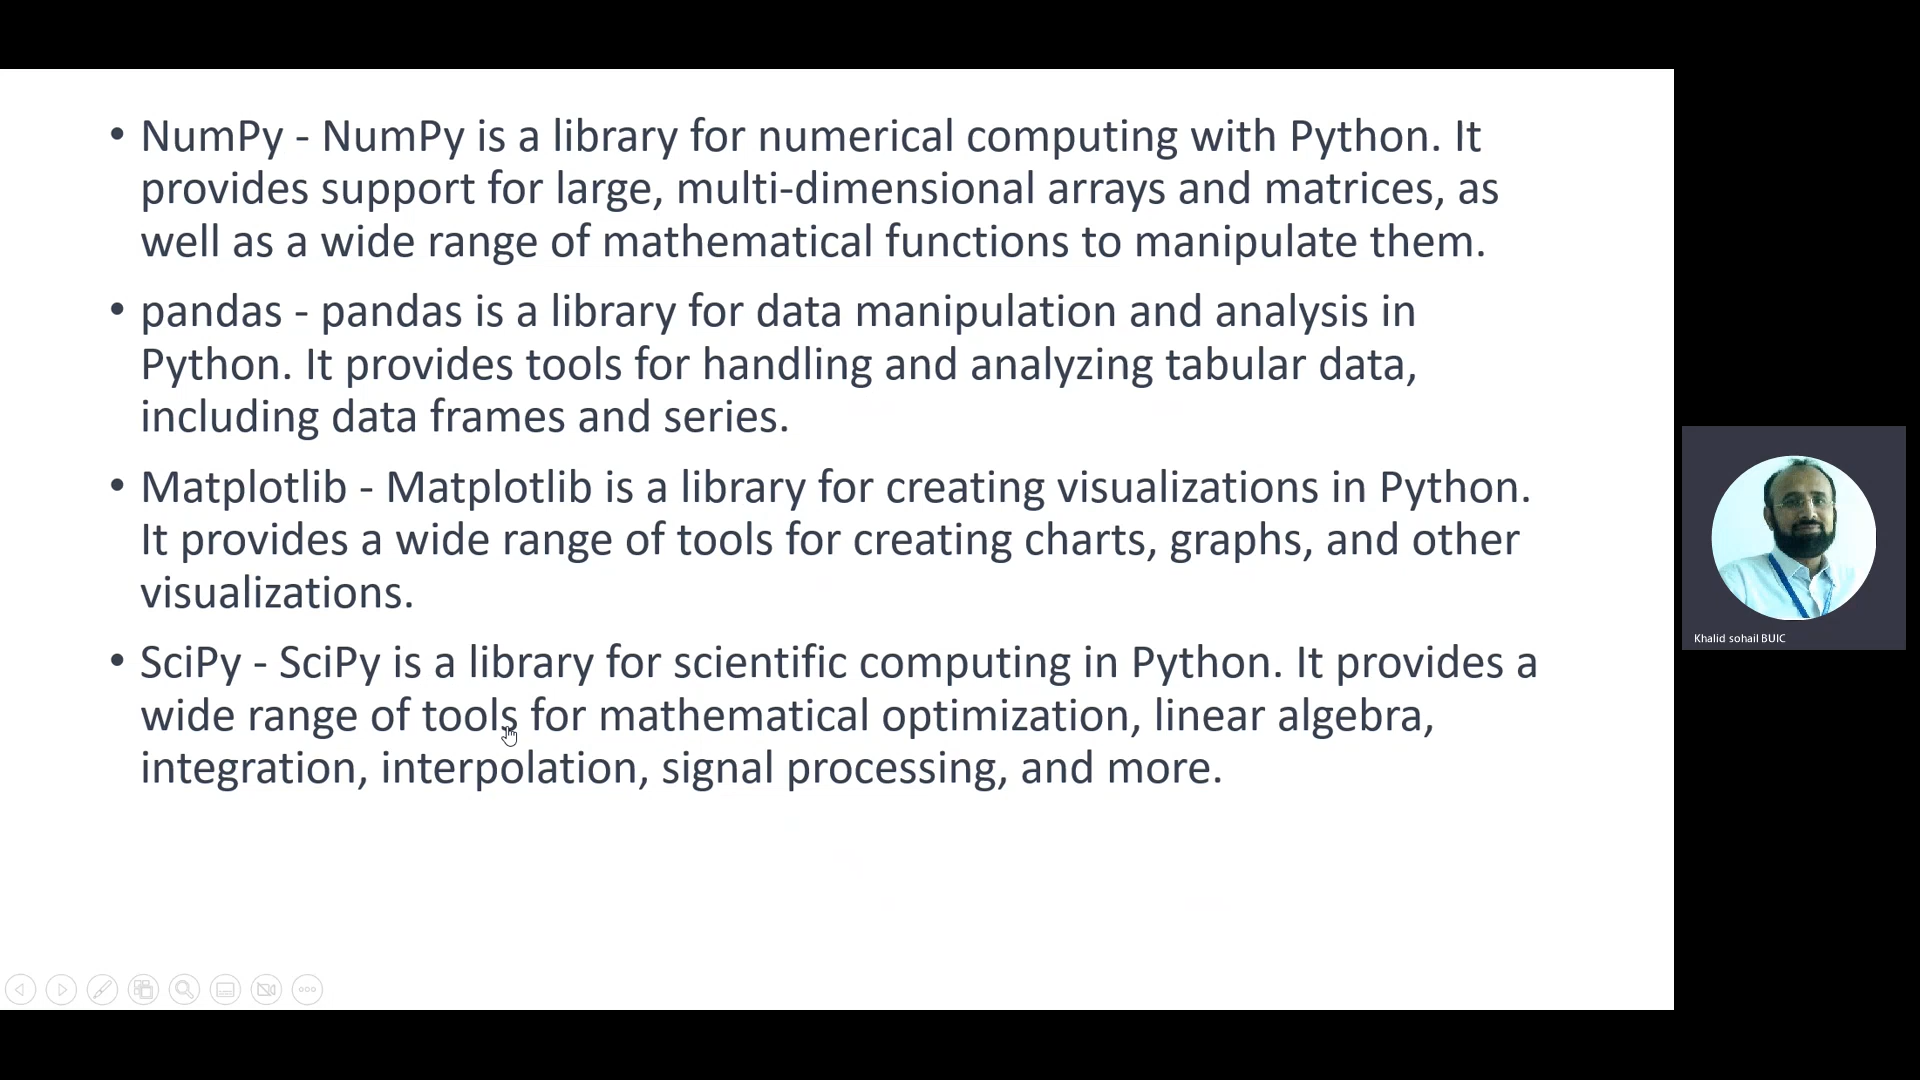 • NumPy - NumPy is a library for numerical computing with Python. It
provides support for large, multi-dimensional arrays and matrices, as
well as a wide range of mathematical functions to manipulate them.
• pandas - pandas is a library for data manipulation and analysis in
Python. It provides tools for handling and analyzing tabular data,
including data frames and series.
• Matplotlib - Matplotlib is a library for creating visualizations in Python.
It provides a wide range of tools for creating charts, graphs, and other
visualizations.
• SciPy - SciPy is a library for scientific computing in Python. It provides a
wide range of tools for mathematical optimization, linear algebra,
integration, interpolation, signal processing, and more.
Khalid sohail BUIC